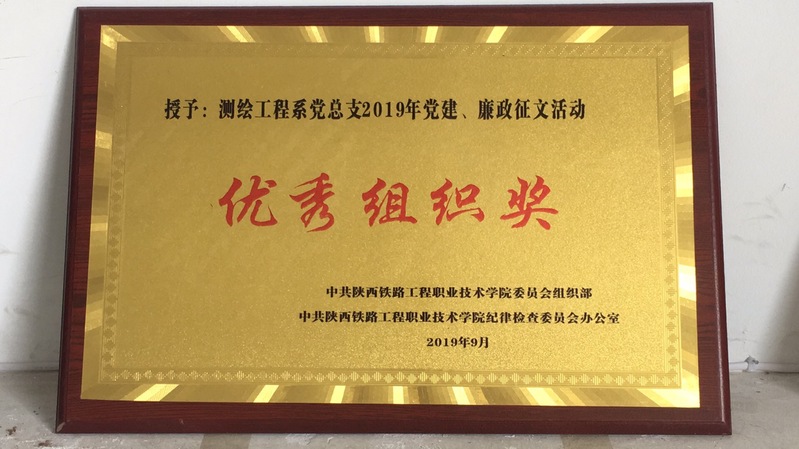 授予：测绘工程系党总支2019年党建、廉政征文活动
优秀组织奖
中共陕西铁路工程职业技术学院委员会组织部
中共陕西铁路工程职业技术学院纪律检查委员会办公室
2019年9月